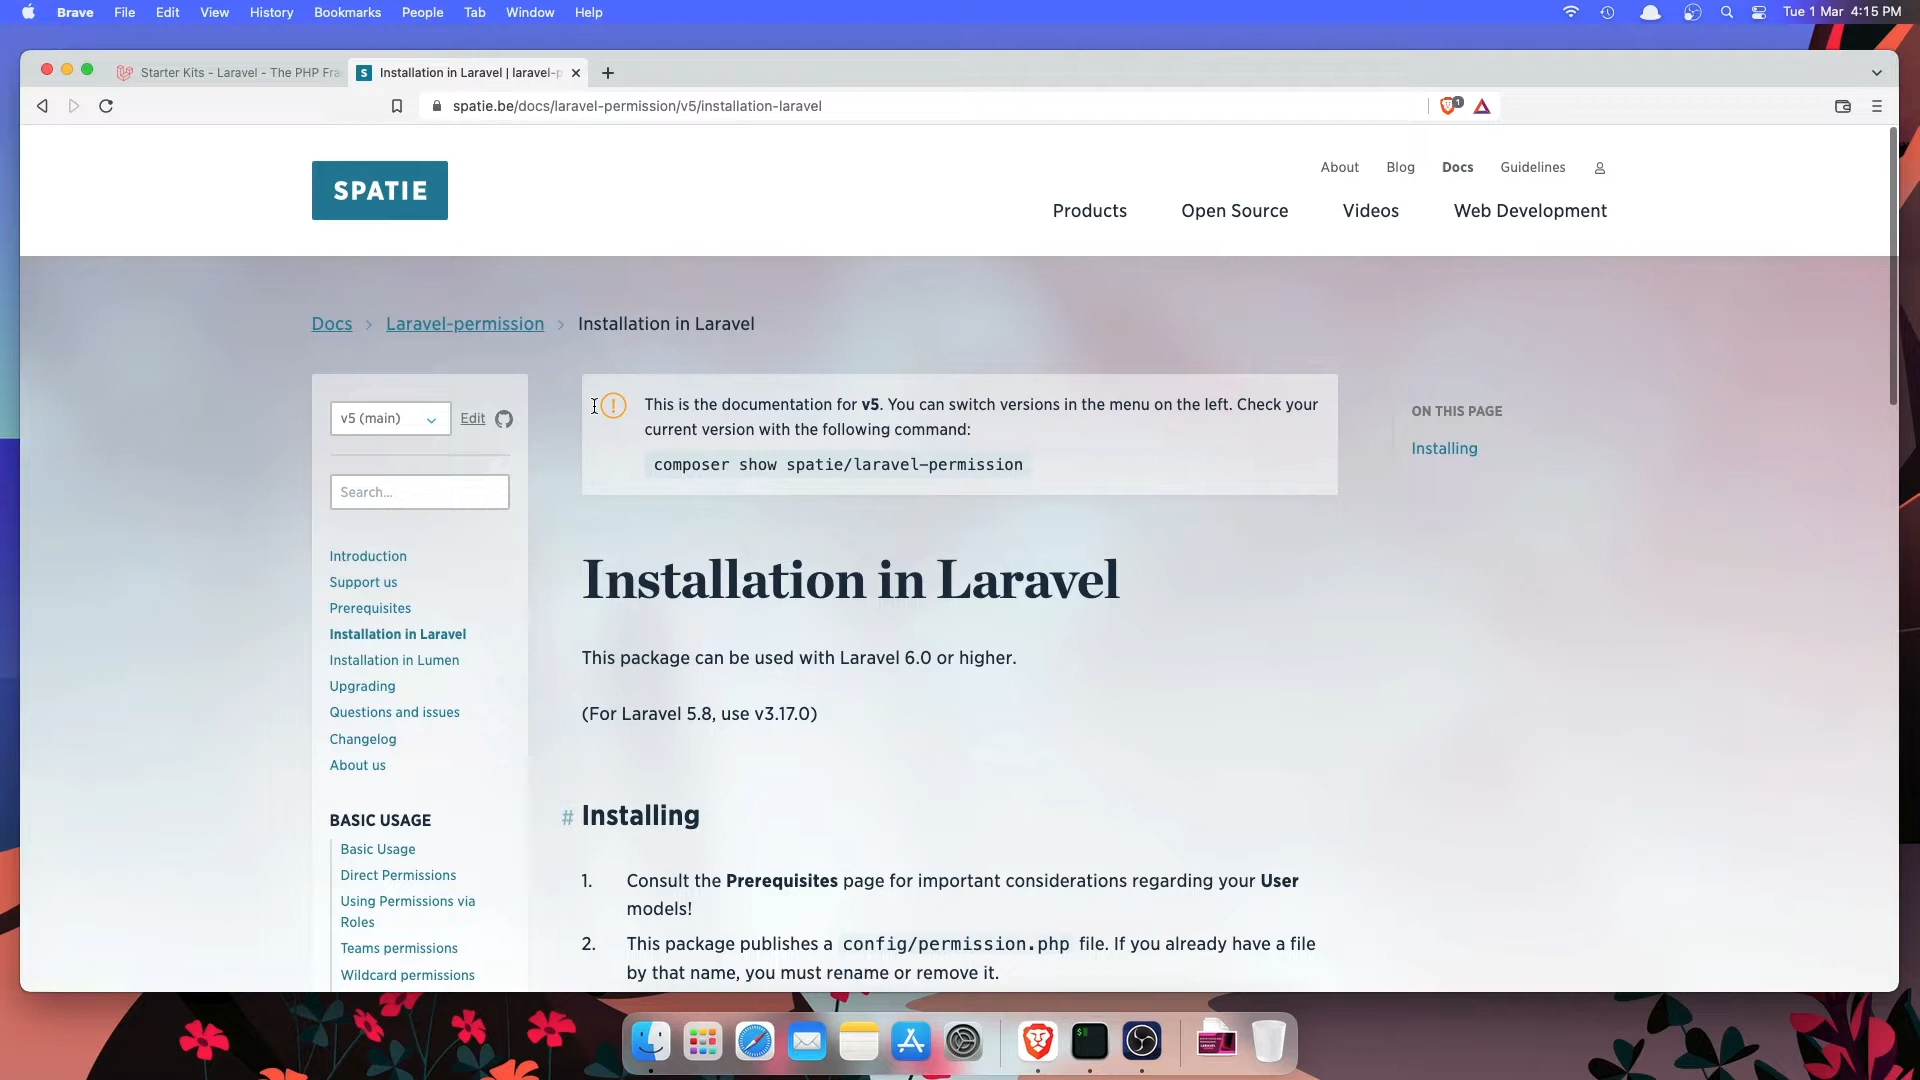 Brave File Edit View History Bookmarks People Tab Window Help Tue 1 Mar 4:15 PM
Starter Kits - Laravel - The PHP Fra
Installation in Laravel | laravel-p
spatie.be/docs/laravel-permission/v5/installation-laravel
1
SPATIE
About Blog Docs Guidelines
Products Open Source Videos Web Development
Docs > Laravel-permission > Installation in Laravel
v5 (main) Edit
Search...
Introduction
Support us
Prerequisites
Installation in Laravel
Installation in Lumen
Upgrading
Questions and issues
Changelog
About us
BASIC USAGE
Basic Usage
Direct Permissions
Using Permissions via
Roles
Teams permissions
Wildcard permissions
This is the documentation for v5. You can switch versions in the menu on the left. Check your
current version with the following command:
composer show spatie/laravel-permission
Installation in Laravel
This package can be used with Laravel 6.0 or higher.
(For Laravel 5.8, use v3.17.0)
# Installing
1. Consult the Prerequisites page for important considerations regarding your User
models!
2. This package publishes a config/permission.php file. If you already have a file
by that name, you must rename or remove it.
ON THIS PAGE
Installing